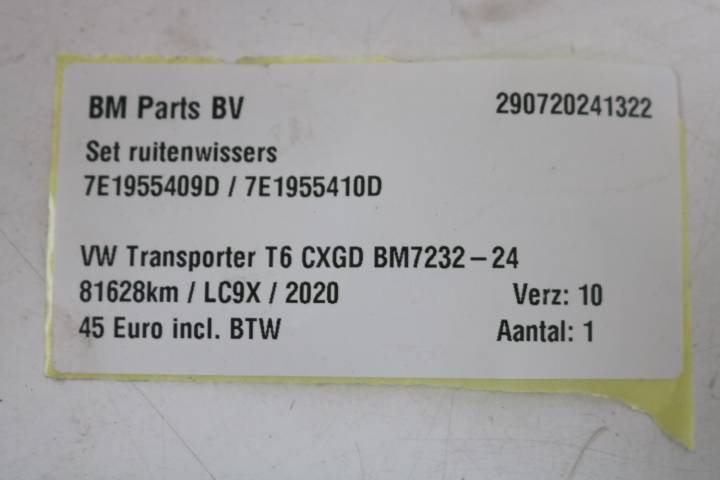 BM Parts BV 290720241322
Set ruitenwissers
7E1955409D / 7E1955410D
VW Transporter T6 CXGD BM7232-24
81628km / LC9X / 2020 Verz: 10
45 Euro incl. BTW Aantal: 1